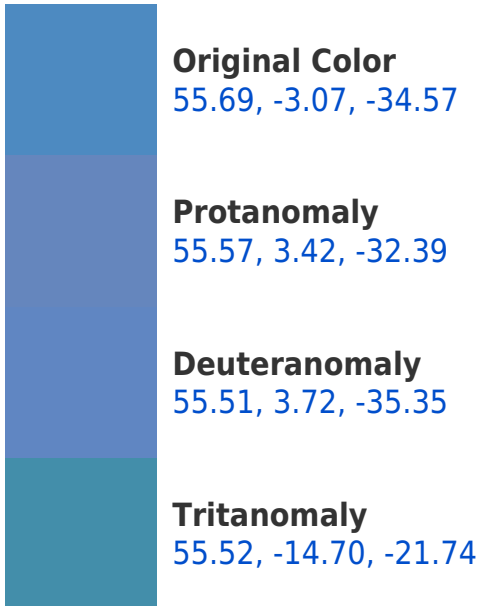 Original Color
55.69, -3.07, -34.57
Protanomaly
55.57, 3.42, -32.39
Deuteranomaly
55.51, 3.72, -35.35
Tritanomaly
55.52, -14.70, -21.74